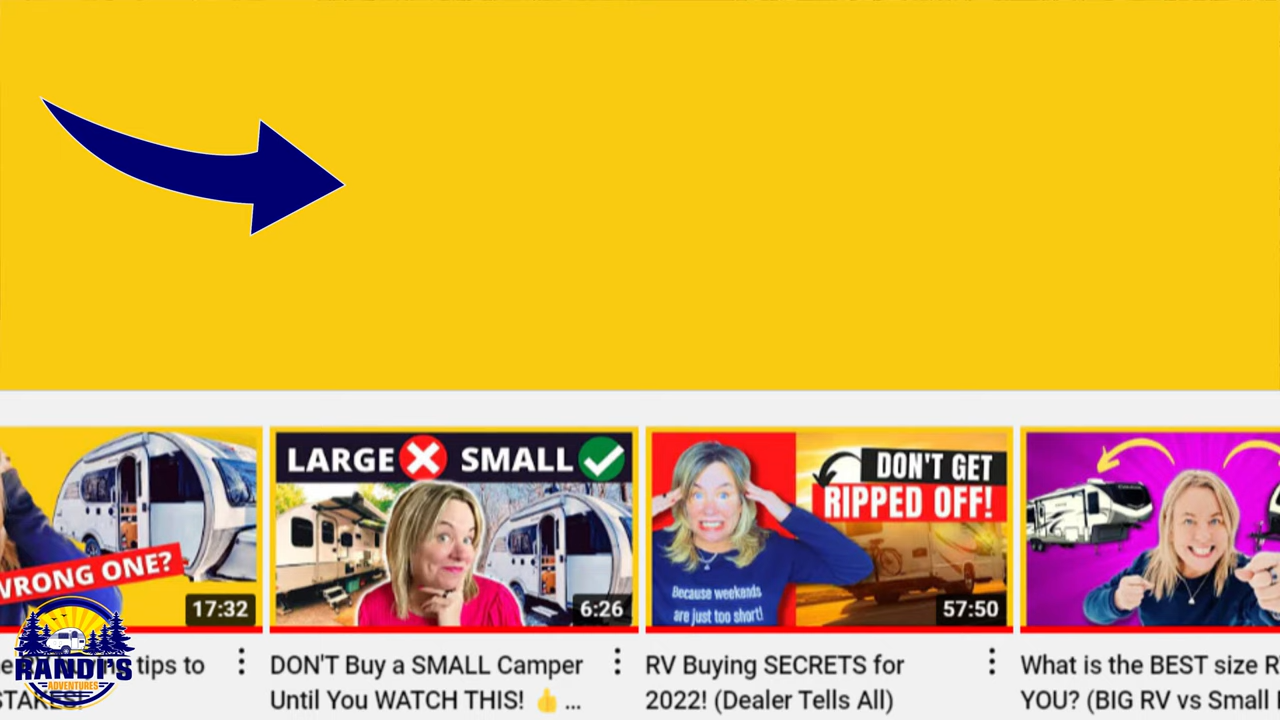 LARGE SMALL
DON'T GET
RIPPED OFF!
WRONG ONE?
Because weekends
are just too short!
17:32
6:26
57:50
tips to
STAKES!
RANDI'S
ADVENTURES
DON'T Buy a SMALL Camper
Until You WATCH THIS! 👍 ...
RV Buying SECRETS for
2022! (Dealer Tells All)
What is the BEST size R
YOU? (BIG RV vs Small